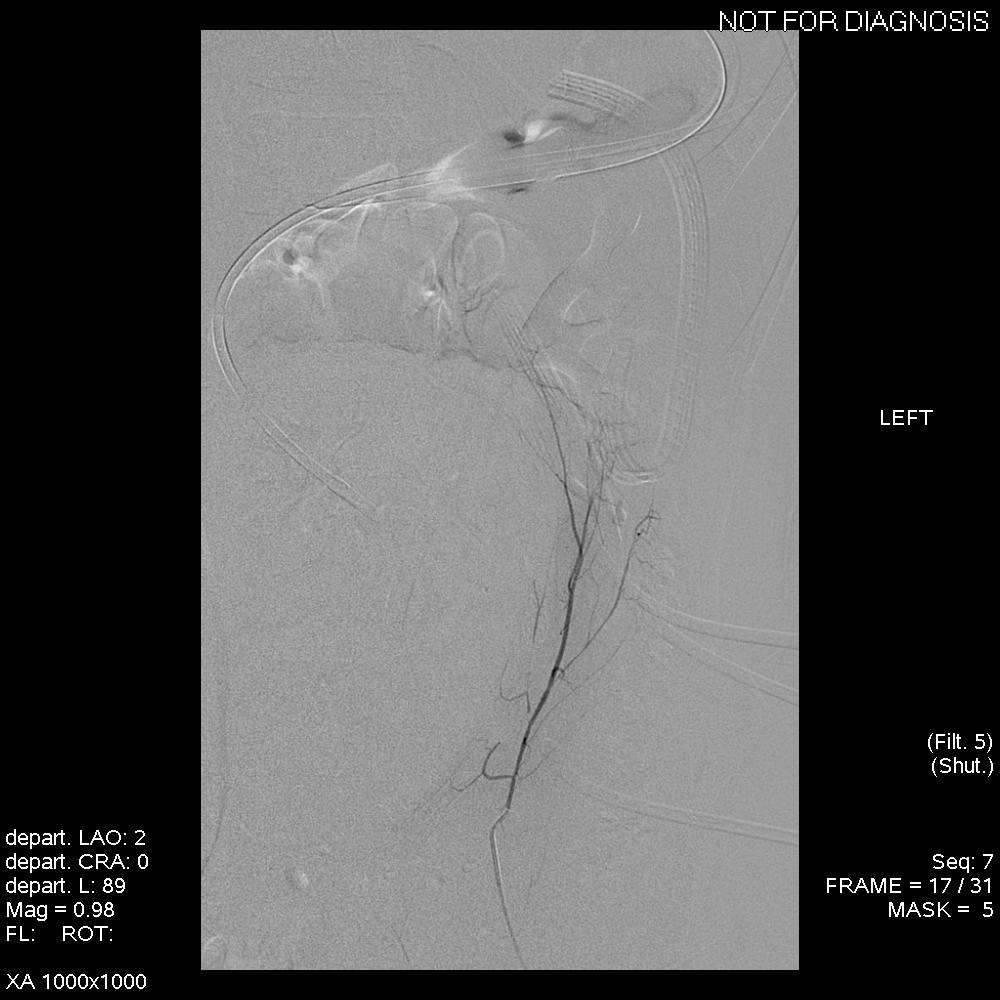 NOT FOR DIAGNOSIS
LEFT
(Filt. 5)
(Shut.)
depart. LAO: 2
depart. CRA: 0
depart. L: 89
Mag = 0.98
FL: ROT:
XA 1000x1000
Seq: 7
FRAME = 17 / 31
MASK = 5